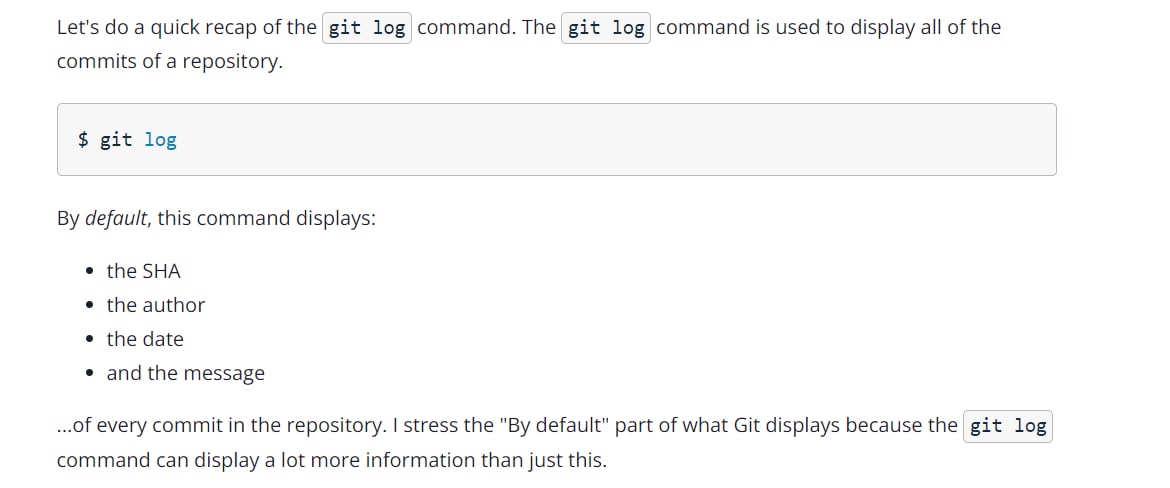 Let's do a quick recap of the git log command. The git log command is used to display all of the
commits of a repository.
$ git log
By default, this command displays:
• the SHA
• the author
• the date
• and the message
...of every commit in the repository. I stress the "By default" part of what Git displays because the git log
command can display a lot more information than just this.